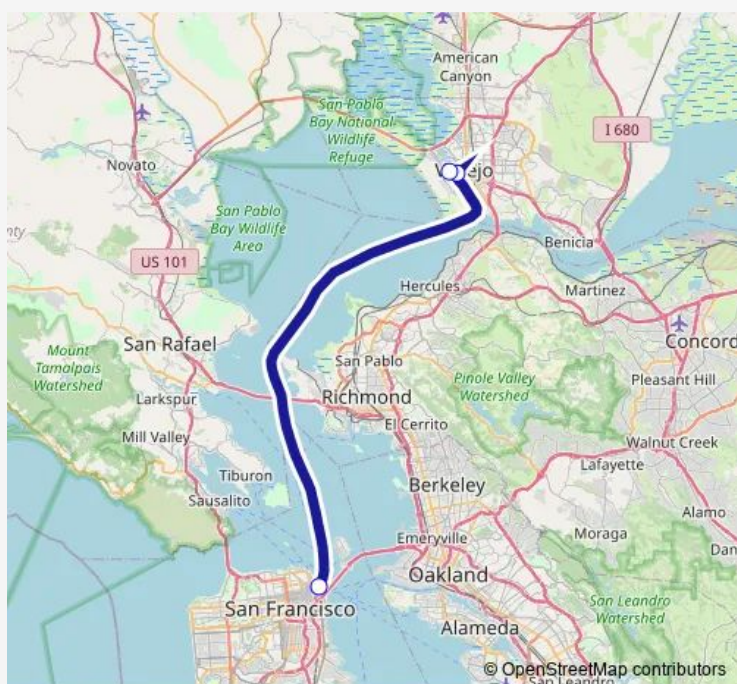 American
Canyon
San Pablo
Bay National
Wildlife
Refuge
I 680
Novato
San Pablo
Bay Wildlife
Area
Benicia
US 101
Hercules
Martinez
San Rafael
Concord
Mount
Tamalpais
Watershed
San Pablo
Pinole Valley
Watershed
Pleasant Hill
Larkspur
Richmond
El Cerrito
Mill Valley
Walnut Creek
Lafayette
Tiburon
Berkeley
Sausalito
Alamo
Moraga
Emeryville
Oakland
San Francisco
San Leandro
Watershed
Alameda
© OpenStreetMap contributors